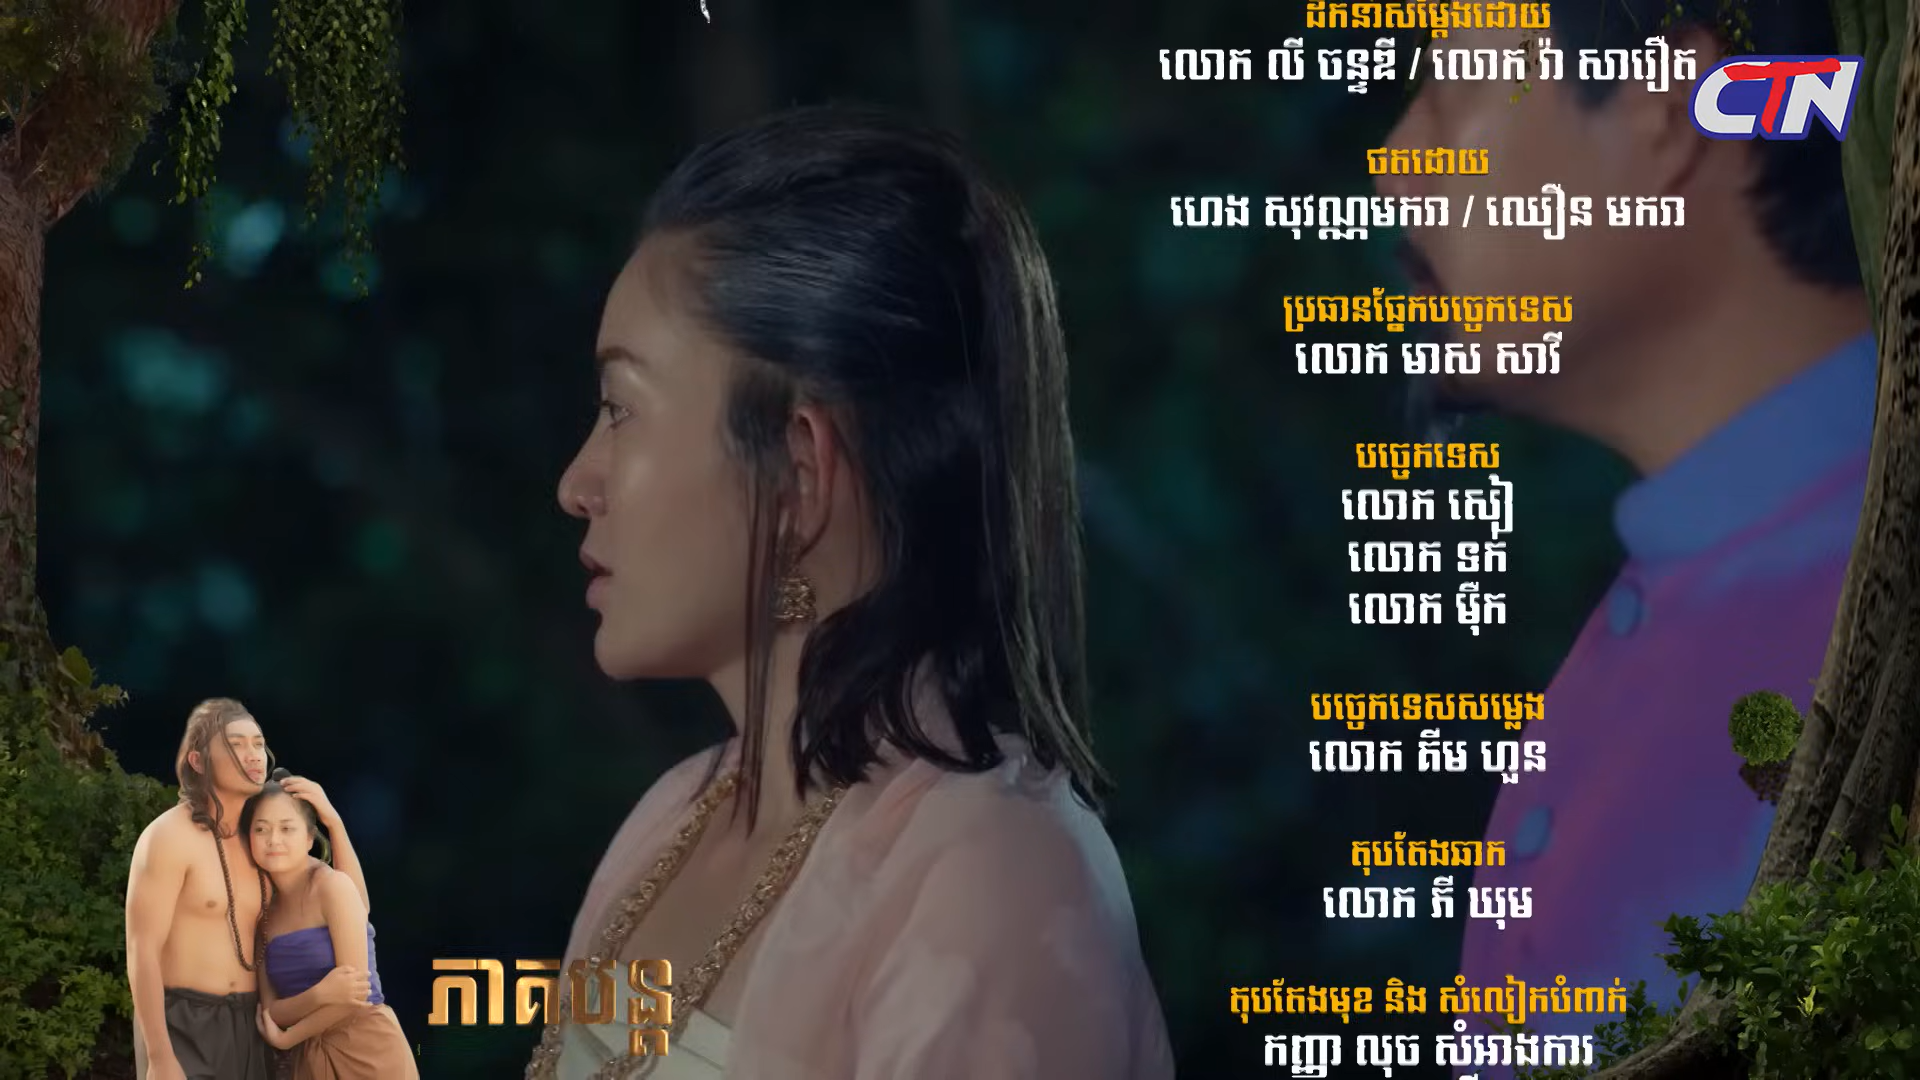 ដឹកនាំសម្ដែងដោយ
លោក លី ចន្ទឌី / លោក រ៉ា សារឿត
CTN
ថតដោយ
ហេង សុវណ្ណមករា / ឈឿន មករា
ប្រធានផ្នែកបច្ចេកទេស
លោក មាស សាវី
បច្ចេកទេស
លោក សៀ
លោក ទក់
លោក ម៉ឺក
បច្ចេកទេសសម្លេង
លោក គីម ហួន
តុបតែងឆាក
លោក ភី ឃុម
តុបតែងមុខ និង សំលៀកបំពាក់
កញ្ញា លុច សំអាងការ
ភាគបន្ត